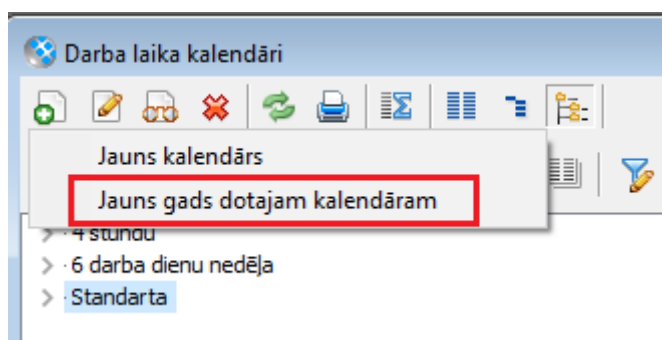 Darba laika kalendāri
Jauns kalendārs
Jauns gads dotajam kalendāram
4 stundu
6 darba dienu nedēļa
Standarta